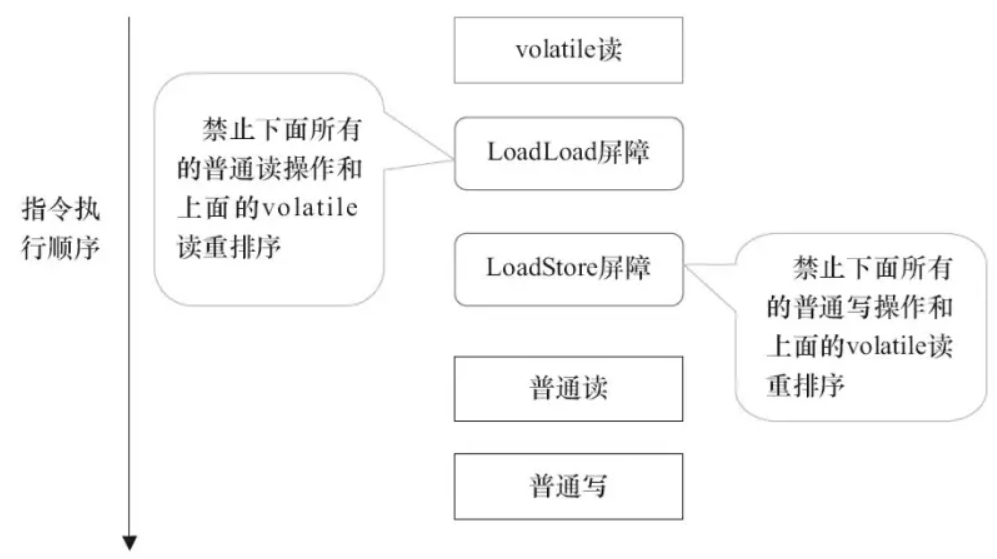 volatile读
禁止下面所有
的普通读操作和
上面的volatile
读重排序
LoadLoad屏障
指令执
行顺序
LoadStore屏障
禁止下面所有
的普通写操作和
上面的volatile读
重排序
普通读
普通写